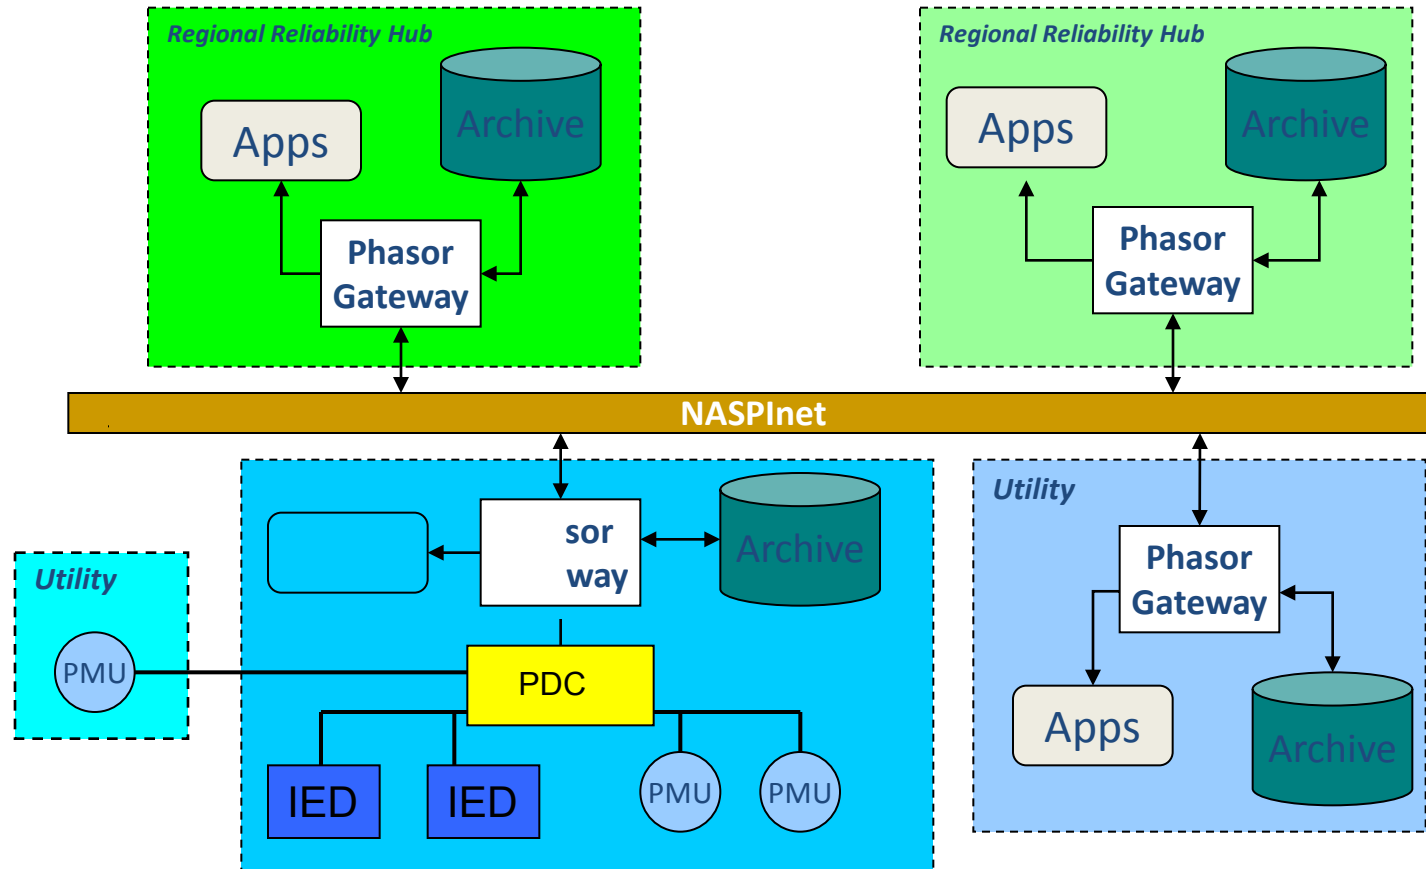 Regional Reliability Hub
Apps
Archive
Phasor
Gateway
Regional Reliability Hub
Apps
Archive
Phasor
Gateway
NASPInet
sor
way
Archive
Utility
PMU
PDC
IED
IED
PMU
PMU
Utility
Phasor
Gateway
Apps
Archive